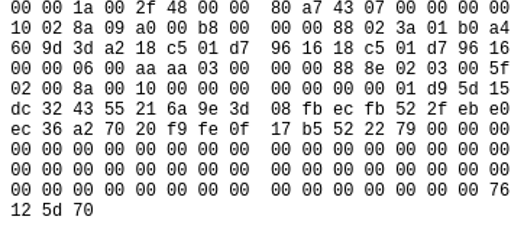 00 00 1a 00 2f 48 00 00 80 a7 43 07 00 00 00 00
10 02 8a 09 a0 00 b8 00 00 00 88 02 3a 01 b0 a4
60 9d 3d a2 18 c5 01 d7 96 16 18 c5 01 d7 96 16
00 00 06 00 aa aa 03 00 00 00 88 8e 02 03 00 5f
02 00 8a 00 10 00 00 00 00 00 00 01 d9 5d 15
dc 32 43 55 21 6a 9e 3d 08 fb ec fb 52 2f eb e0
ec 36 a2 70 20 f9 fe 0f 17 b5 52 22 79 00 00 00
00 00 00 00 00 00 00 00 00 00 00 00 00 00 00 00
00 00 00 00 00 00 00 00 00 00 00 00 00 00 00 00
00 00 00 00 00 00 00 00 00 00 00 00 00 00 00 76
12 5d 70